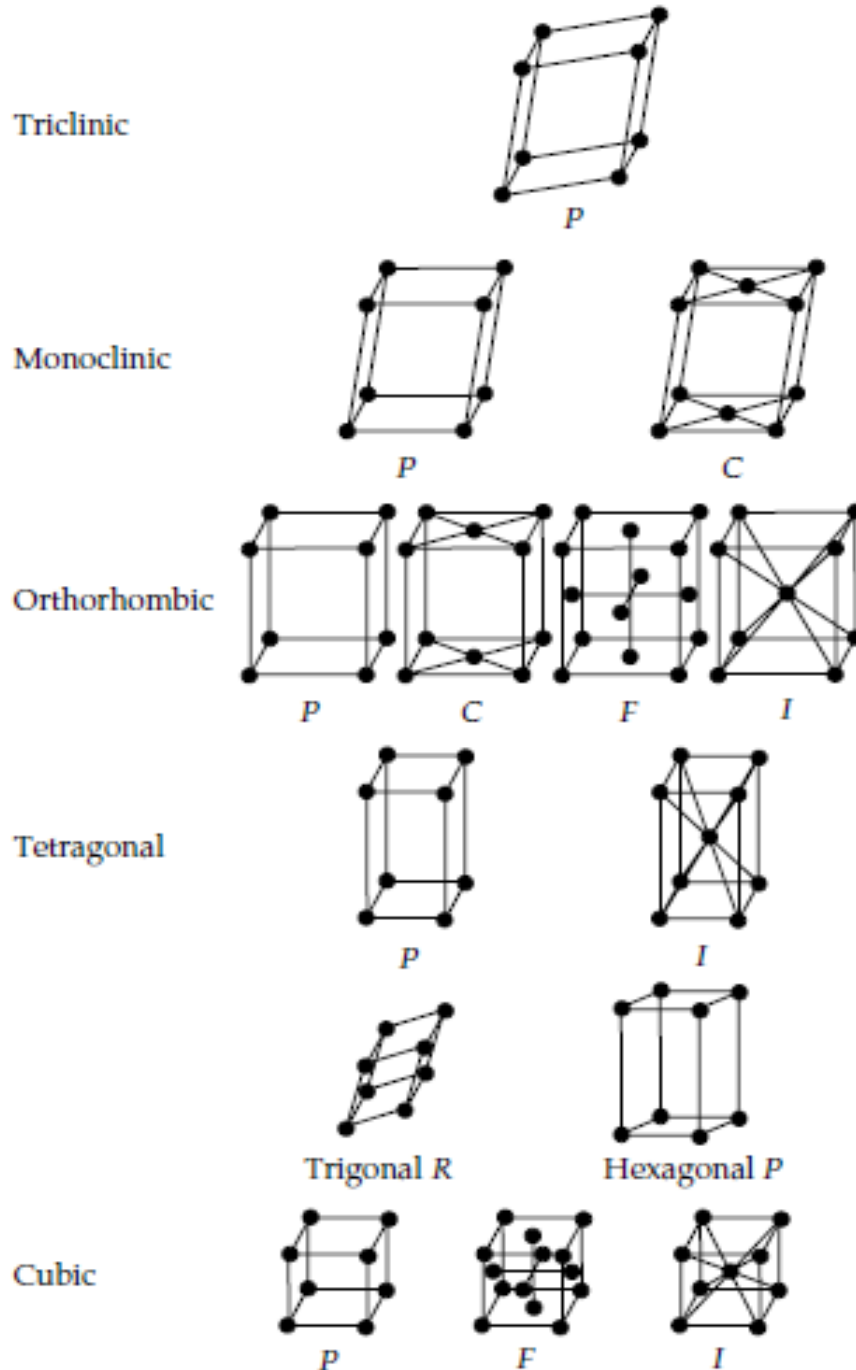 Triclinic
P
Monoclinic
P C
Orthorhombic
P C F I
Tetragonal
P I
Trigonal R Hexagonal P
Cubic
P F I